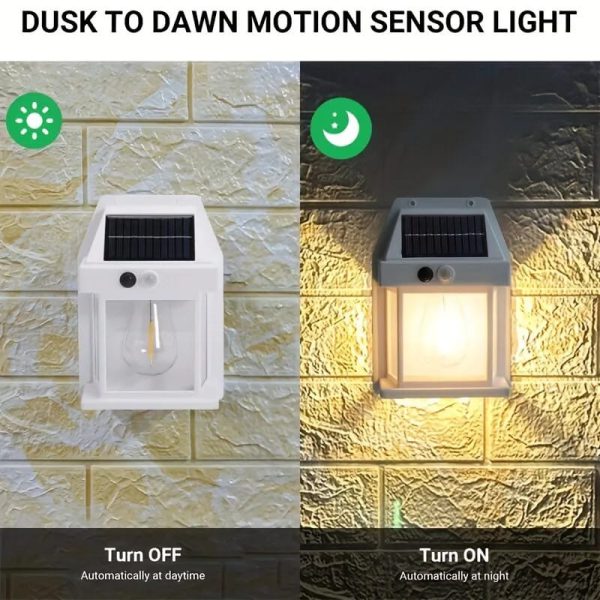 DUSK TO DAWN MOTION SENSOR LIGHT
Turn OFF
Automatically at daytime
Turn ON
Automatically at night